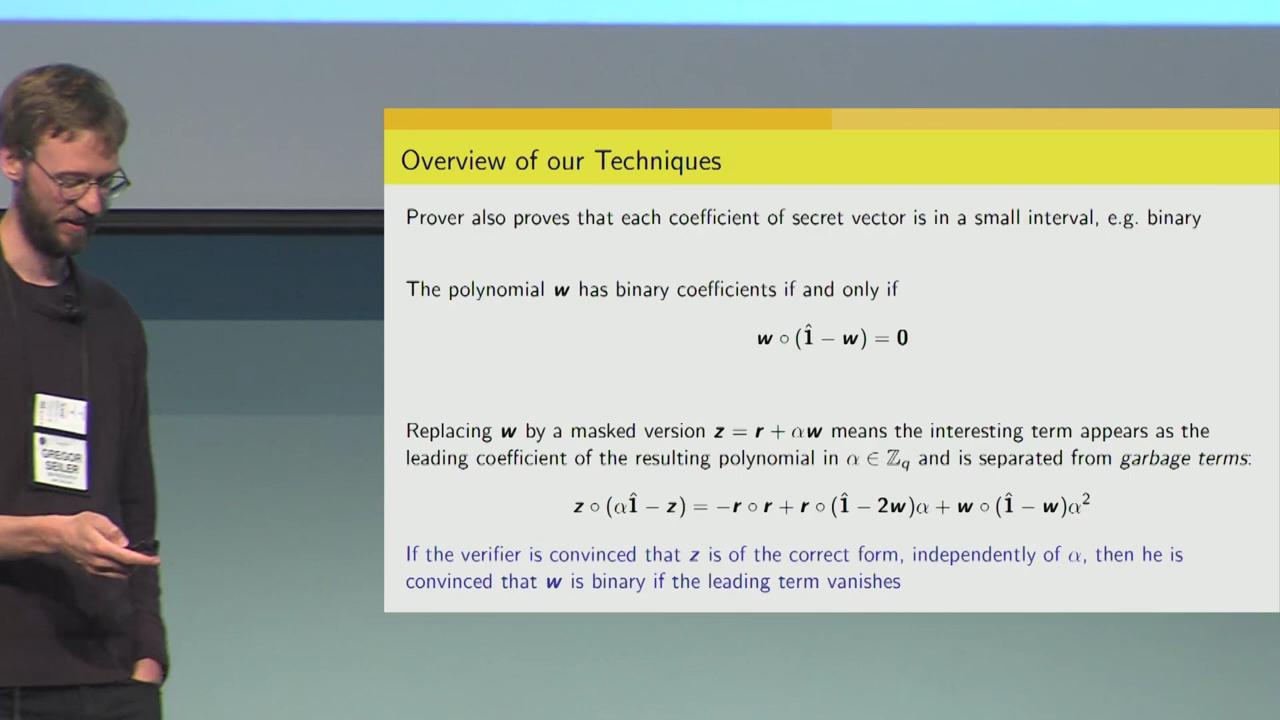 Overview of our Techniques
Prover also proves that each coefficient of secret vector is in a small interval, e.g. binary
The polynomial w has binary coefficients if and only if
w ∘ (1̂ − w) = 0
Replacing w by a masked version z = r + αw means the interesting term appears as the
leading coefficient of the resulting polynomial in α ∈ ℤ_q and is separated from garbage terms:
z ∘ (α1̂ − z) = −r ∘ r + r ∘ (1̂ − 2w)α + w ∘ (1̂ − w)α²
If the verifier is convinced that z is of the correct form, independently of α, then he is
convinced that w is binary if the leading term vanishes
GREGOR
SEILER